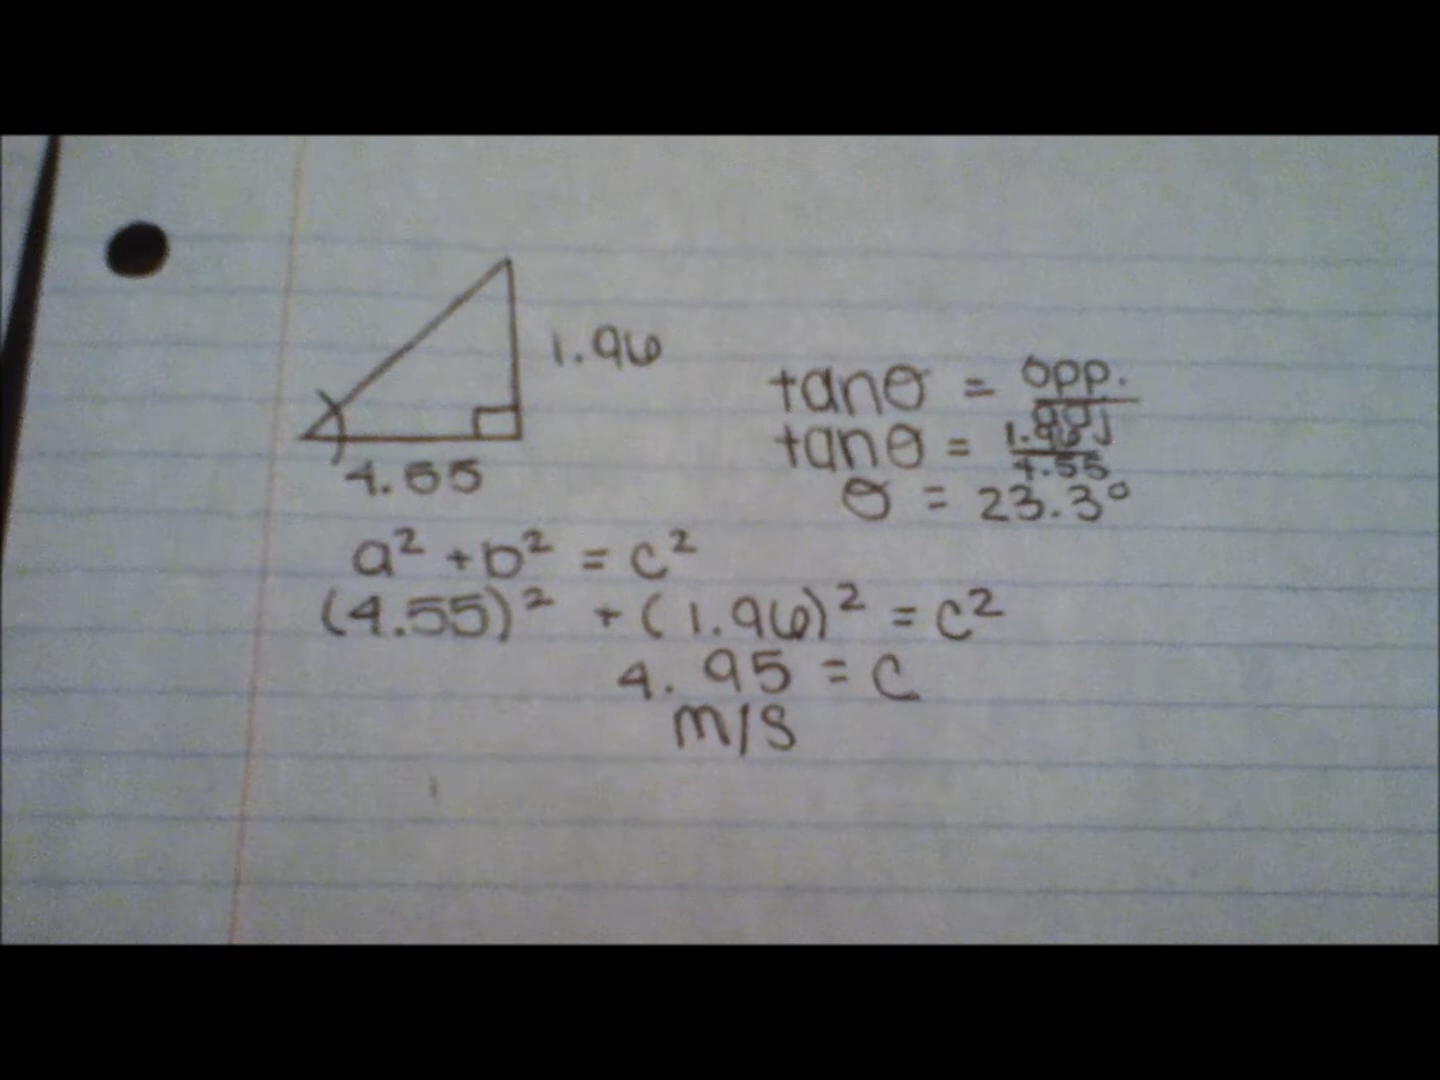 1.96
4.55
tanθ = opp.
adj
tanθ = 1.96
4.55
θ = 23.3°
a² + b² = c²
(4.55)² + (1.96)² = c²
4.95 = c
m/s